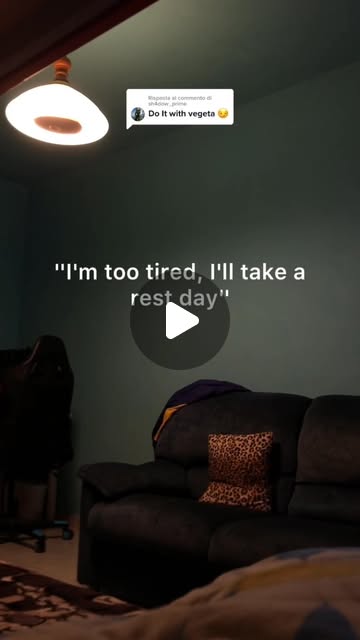 Risposta al commento di
sh4dow_prime
Do It with vegeta 😏
"I'm too tired, I'll take a
rest day"